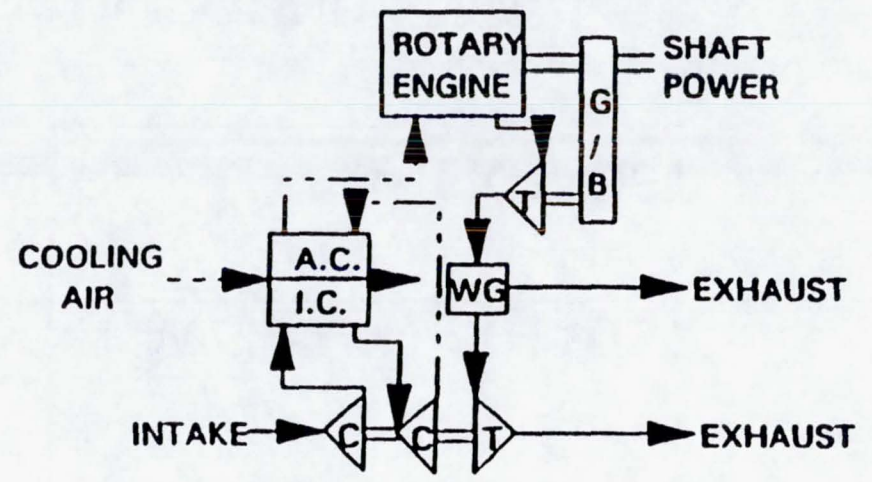 ROTARY
ENGINE
SHAFT
POWER
G
/
B
T
COOLING
AIR
A.C.
I.C.
WG
EXHAUST
INTAKE
C
C
T
EXHAUST